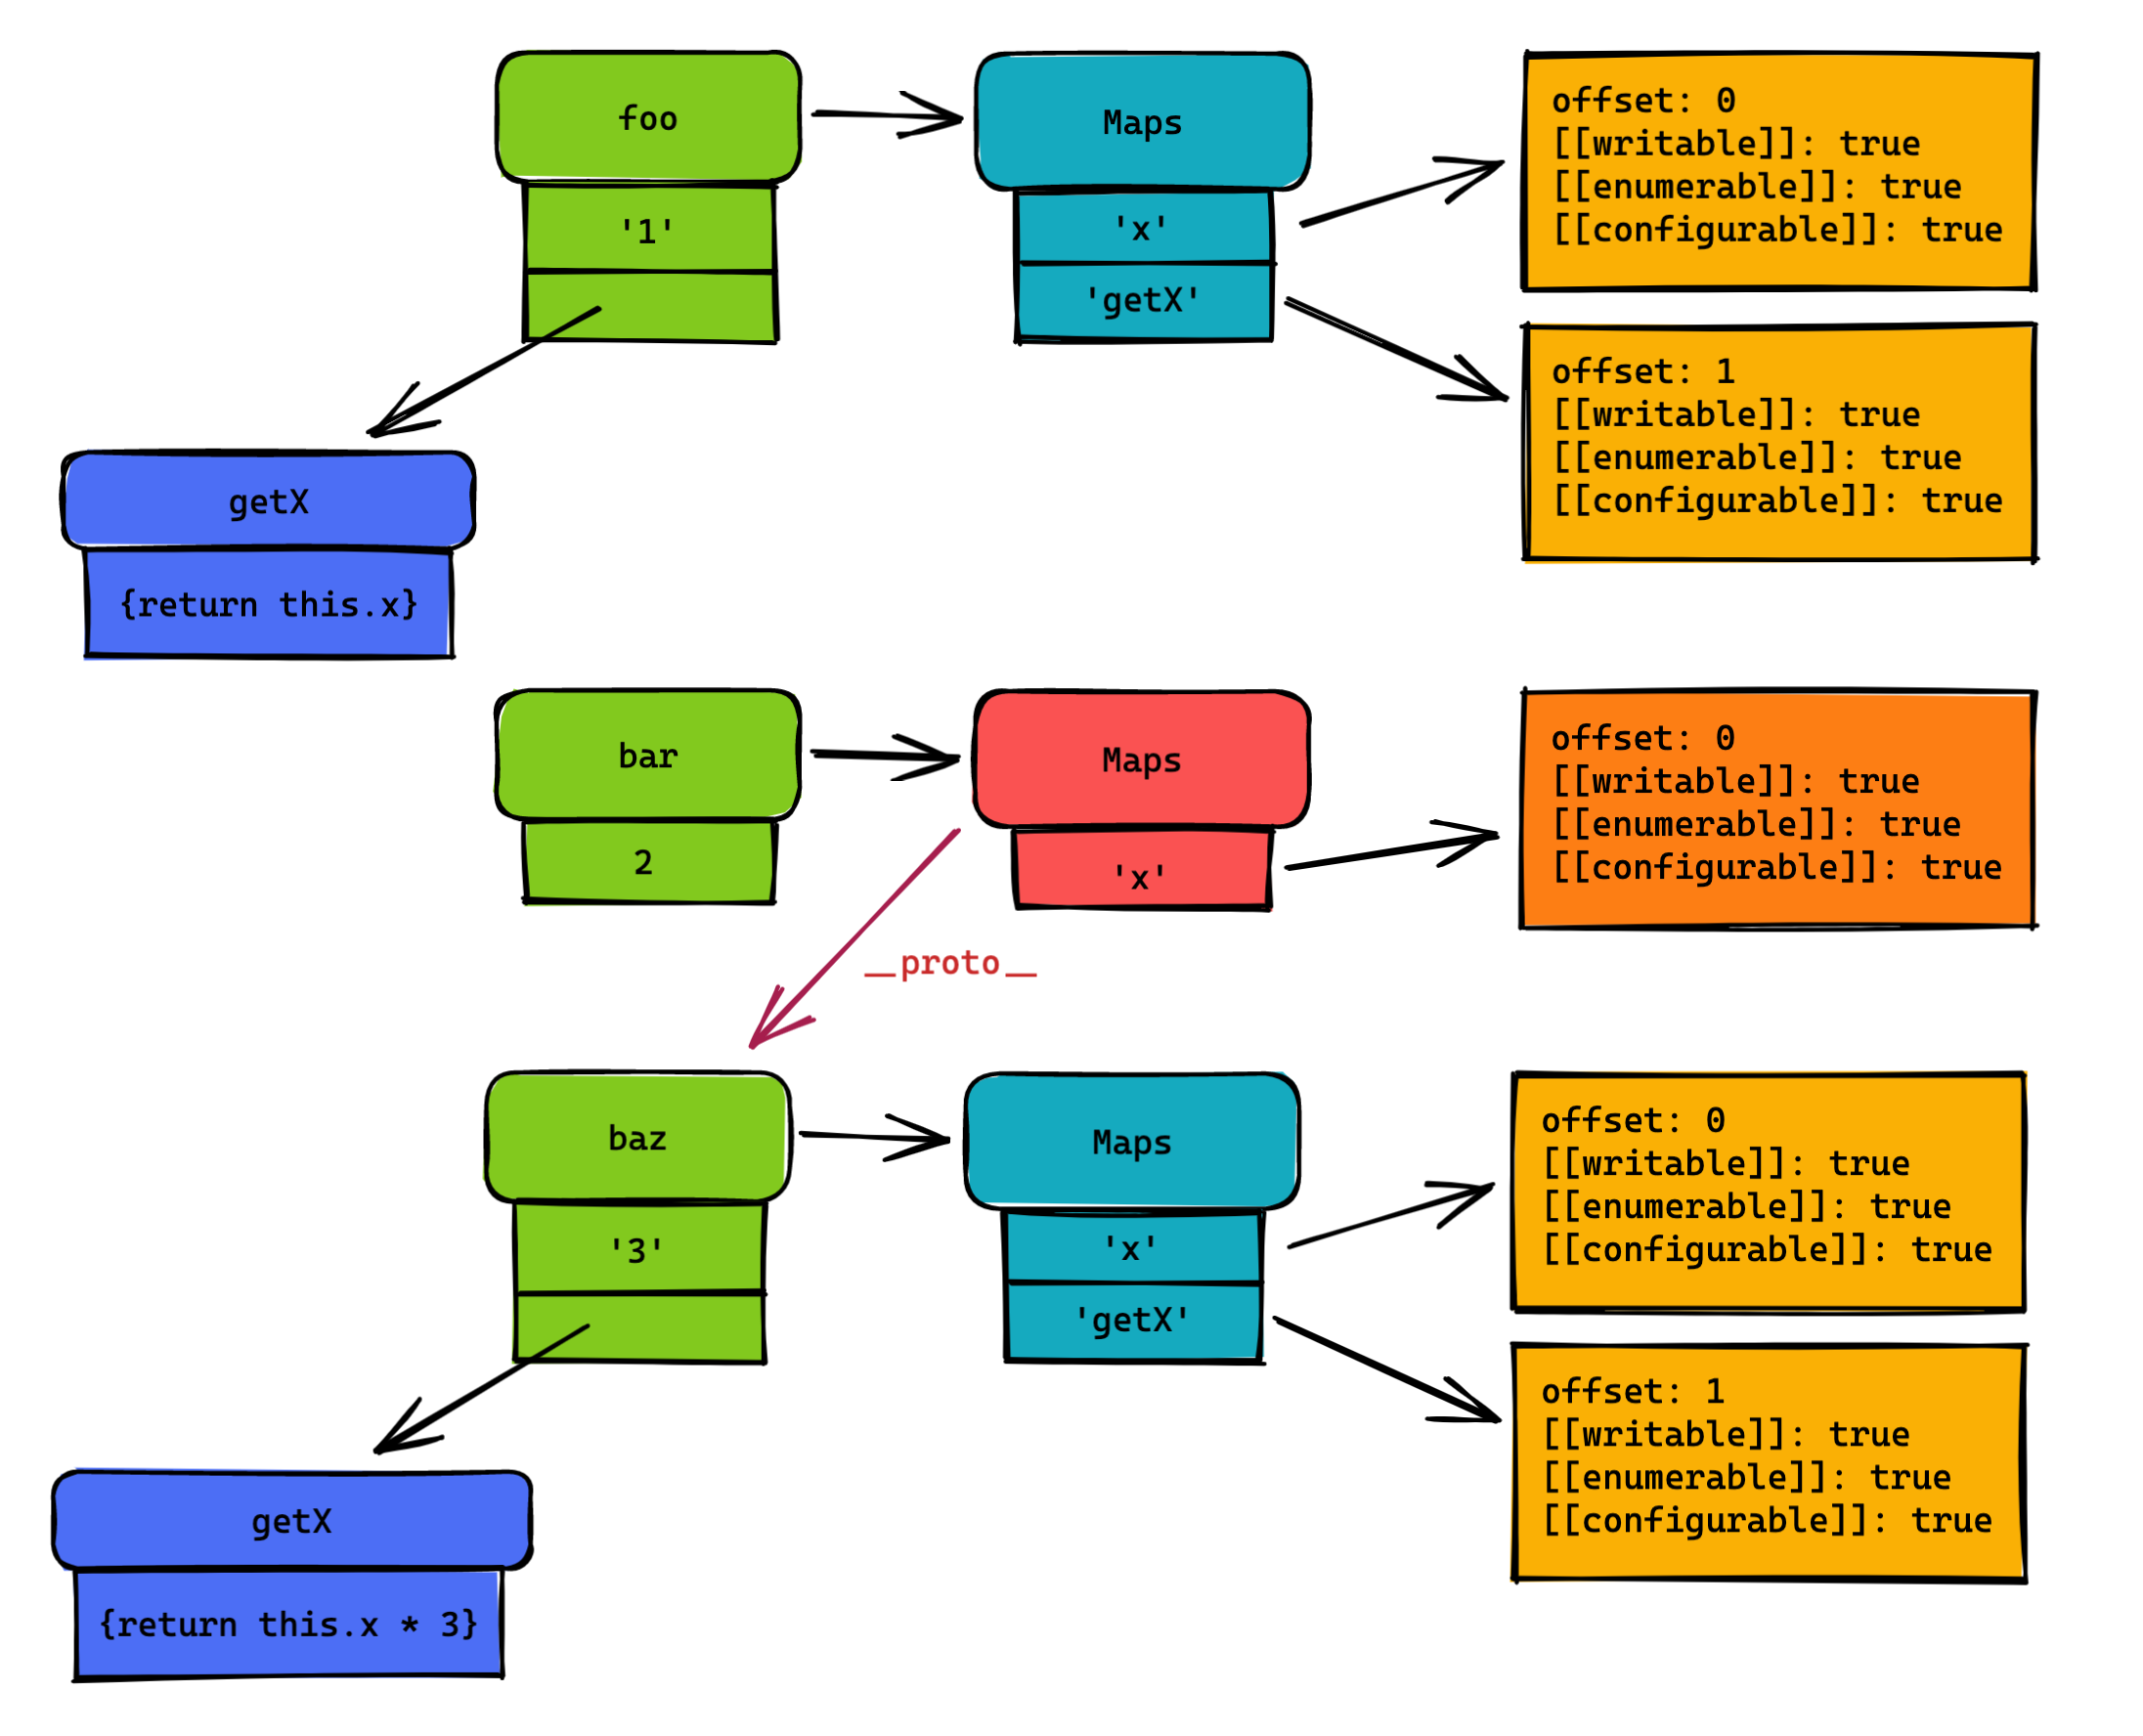 foo
Maps
offset: 0
[[writable]]: true
[[enumerable]]: true
[[configurable]]: true
'1'
'x'
'getX'
offset: 1
[[writable]]: true
[[enumerable]]: true
[[configurable]]: true
getX
{return this.x}
bar
Maps
offset: 0
[[writable]]: true
[[enumerable]]: true
[[configurable]]: true
2
'x'
__proto__
baz
Maps
offset: 0
[[writable]]: true
[[enumerable]]: true
[[configurable]]: true
'3'
'x'
'getX'
offset: 1
[[writable]]: true
[[enumerable]]: true
[[configurable]]: true
getX
{return this.x * 3}